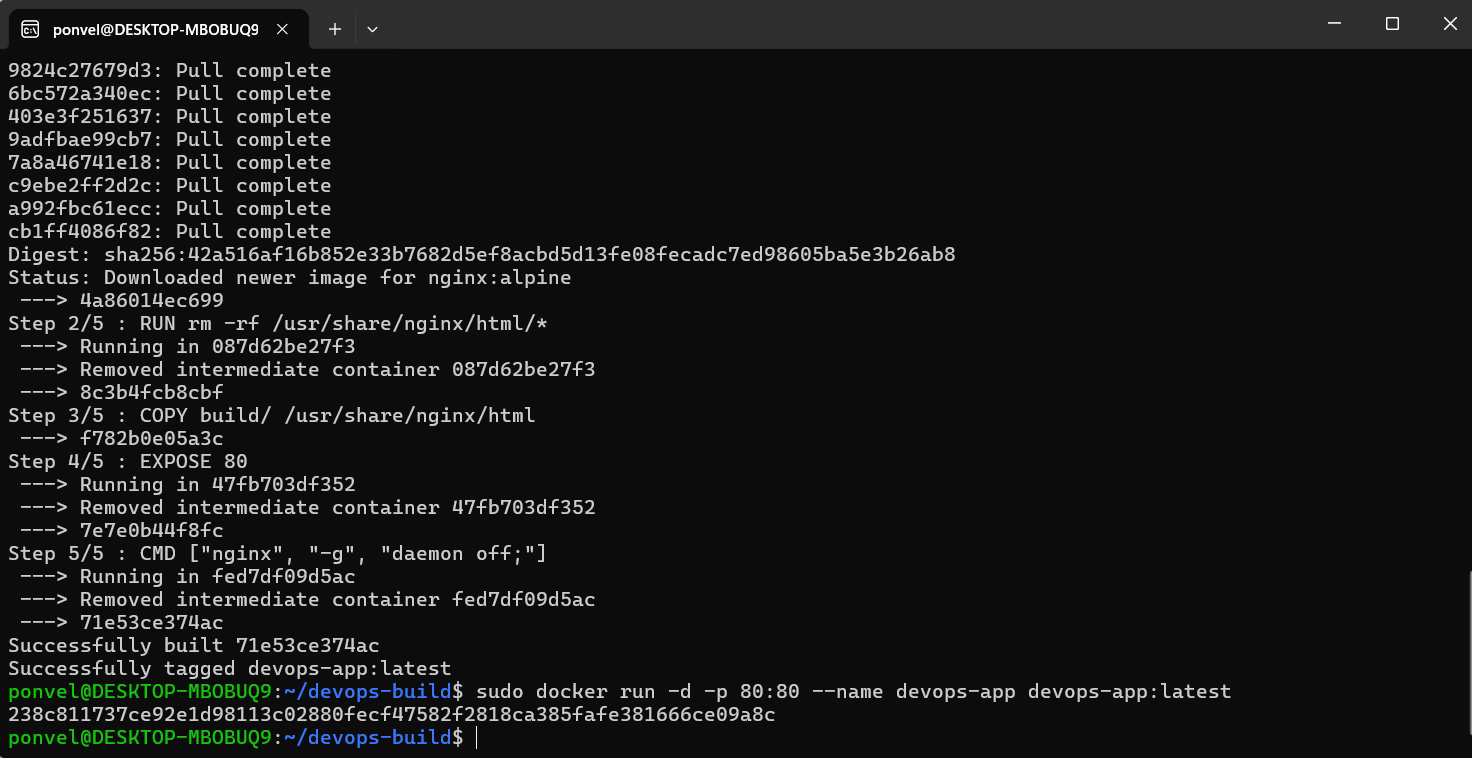 ponvel@DESKTOP-MBOBUQ9
9824c27679d3: Pull complete
6bc572a340ec: Pull complete
403e3f251637: Pull complete
9adfbae99cb7: Pull complete
7a8a46741e18: Pull complete
c9ebe2ff2d2c: Pull complete
a992fbc61ecc: Pull complete
cb1ff4086f82: Pull complete
Digest: sha256:42a516af16b852e33b7682d5ef8acbd5d13fe08fecadc7ed98605ba5e3b26ab8
Status: Downloaded newer image for nginx:alpine
 ---> 4a86014ec699
Step 2/5 : RUN rm -rf /usr/share/nginx/html/*
 ---> Running in 087d62be27f3
 ---> Removed intermediate container 087d62be27f3
 ---> 8c3b4fcb8cbf
Step 3/5 : COPY build/ /usr/share/nginx/html
 ---> f782b0e05a3c
Step 4/5 : EXPOSE 80
 ---> Running in 47fb703df352
 ---> Removed intermediate container 47fb703df352
 ---> 7e7e0b44f8fc
Step 5/5 : CMD ["nginx", "-g", "daemon off;"]
 ---> Running in fed7df09d5ac
 ---> Removed intermediate container fed7df09d5ac
 ---> 71e53ce374ac
Successfully built 71e53ce374ac
Successfully tagged devops-app:latest
ponvel@DESKTOP-MBOBUQ9:~/devops-build$ sudo docker run -d -p 80:80 --name devops-app devops-app:latest
238c811737ce92e1d98113c02880fecf47582f2818ca385fafe381666ce09a8c
ponvel@DESKTOP-MBOBUQ9:~/devops-build$